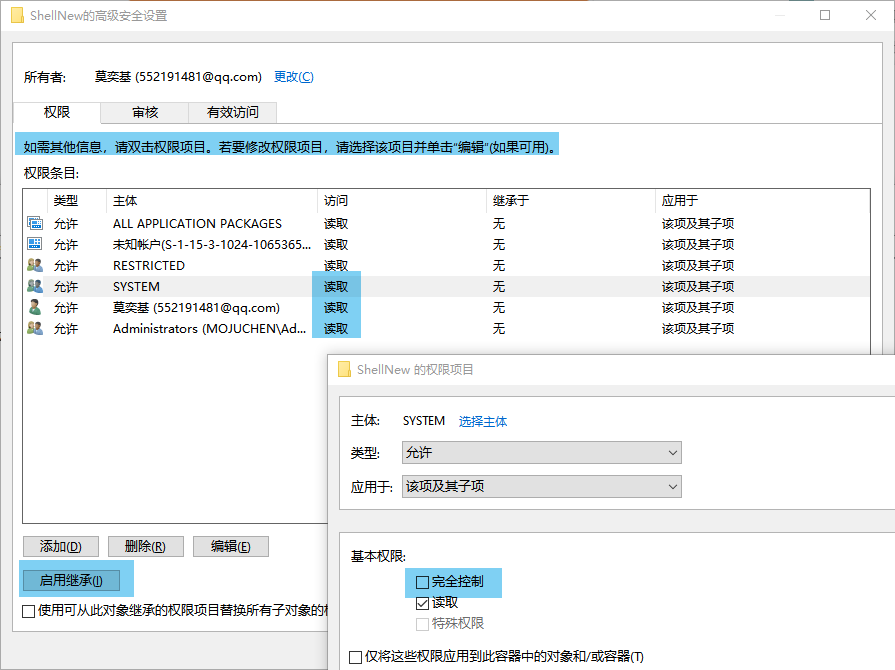 ShellNew的高级安全设置
所有者: 莫奕基 (552191481@qq.com) 更改(C)
权限 审核 有效访问
如需其他信息，请双击权限项目。若要修改权限项目，请选择该项目并单击"编辑"(如果可用)。
权限条目:
类型 主体 访问 继承于 应用于
允许 ALL APPLICATION PACKAGES 读取 无 该项及其子项
允许 未知帐户(S-1-15-3-1024-1065365... 读取 无 该项及其子项
允许 RESTRICTED 读取 无 该项及其子项
允许 SYSTEM 读取 无 该项及其子项
允许 莫奕基 (552191481@qq.com) 读取 无 该项及其子项
允许 Administrators (MOJUCHEN\Ad... 读取 无 该项及其子项
添加(D) 删除(R) 编辑(E)
启用继承(I)
使用可从此对象继承的权限项目替换所有子对象的
ShellNew 的权限项目
主体: SYSTEM 选择主体
类型: 允许
应用于: 该项及其子项
基本权限:
完全控制
读取
特殊权限
仅将这些权限应用到此容器中的对象和/或容器(T)